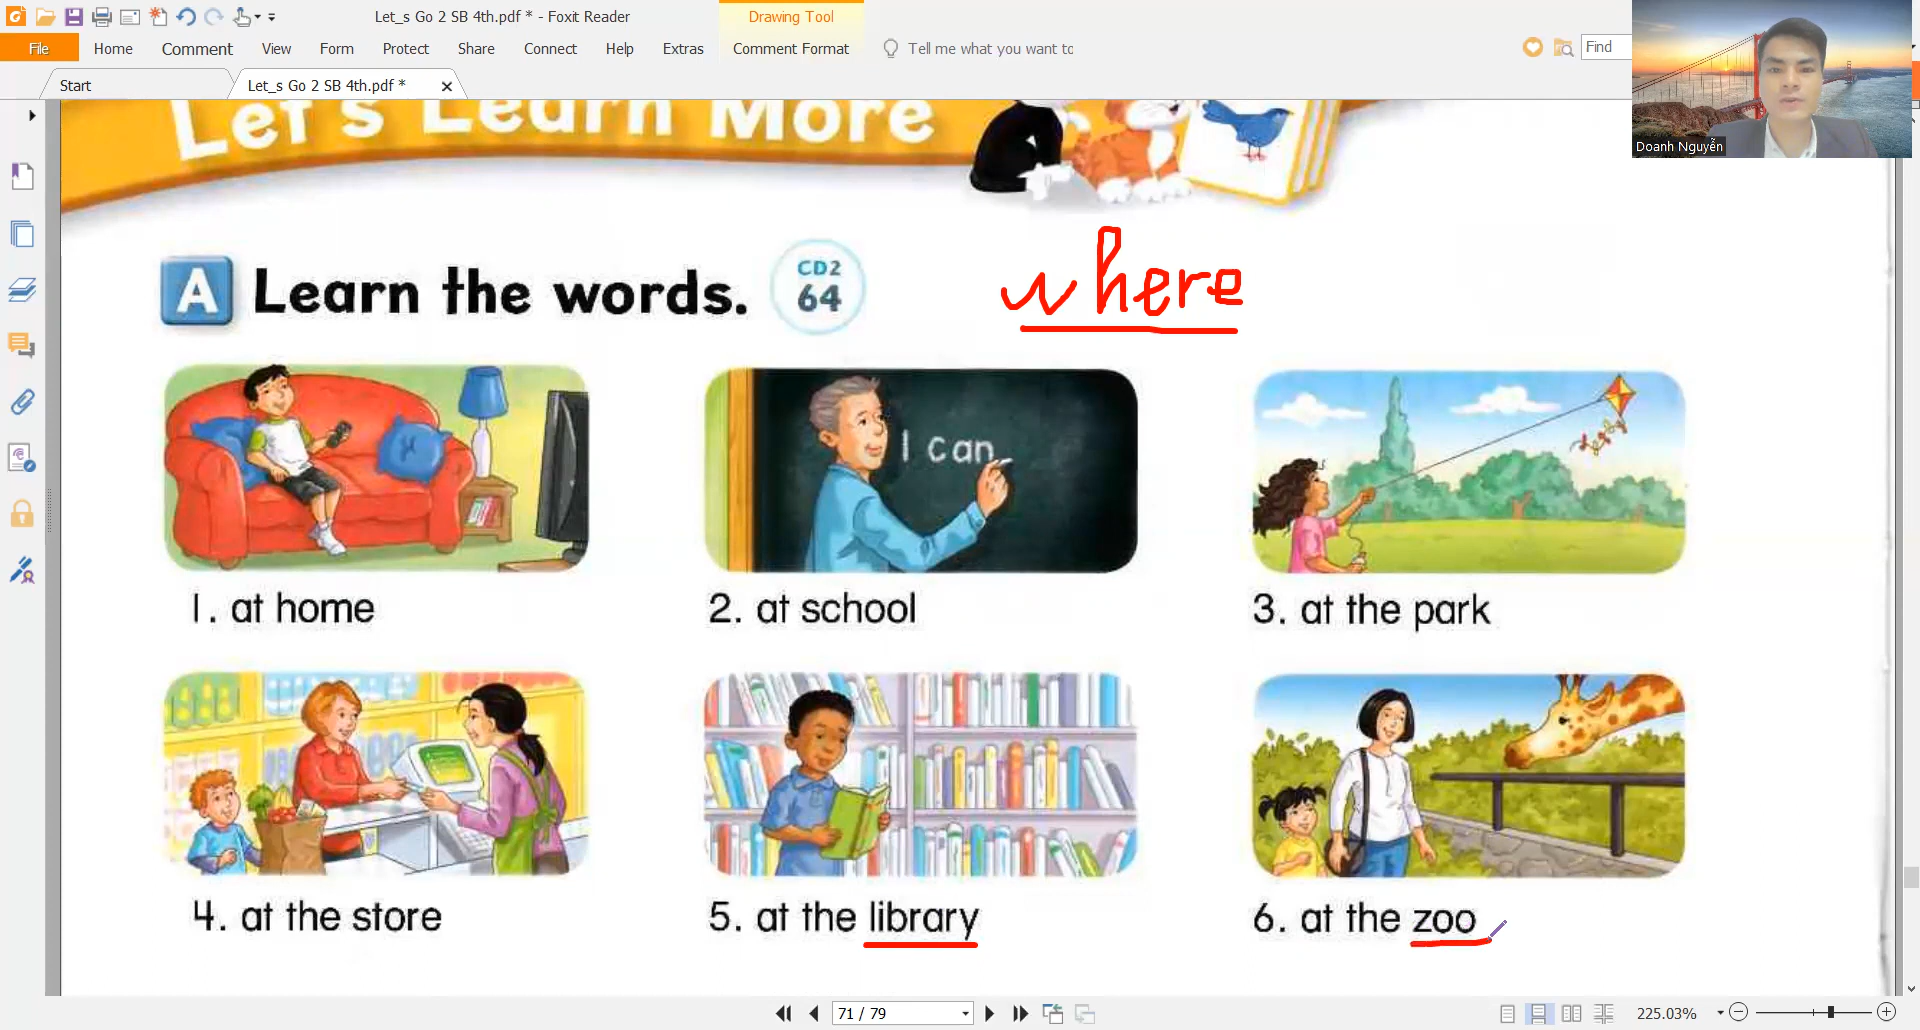 Let_s Go 2 SB 4th.pdf * - Foxit Reader
Drawing Tool
File
Home
Comment
View
Form
Protect
Share
Connect
Help
Extras
Comment Format
Tell me what you want to
Find
Start
Let_s Go 2 SB 4th.pdf *
Doanh Nguyễn
Let's Learn More
A Learn the words. CD2 64
where
I can
1. at home
2. at school
3. at the park
4. at the store
5. at the library
6. at the zoo
71 / 79
225.03%